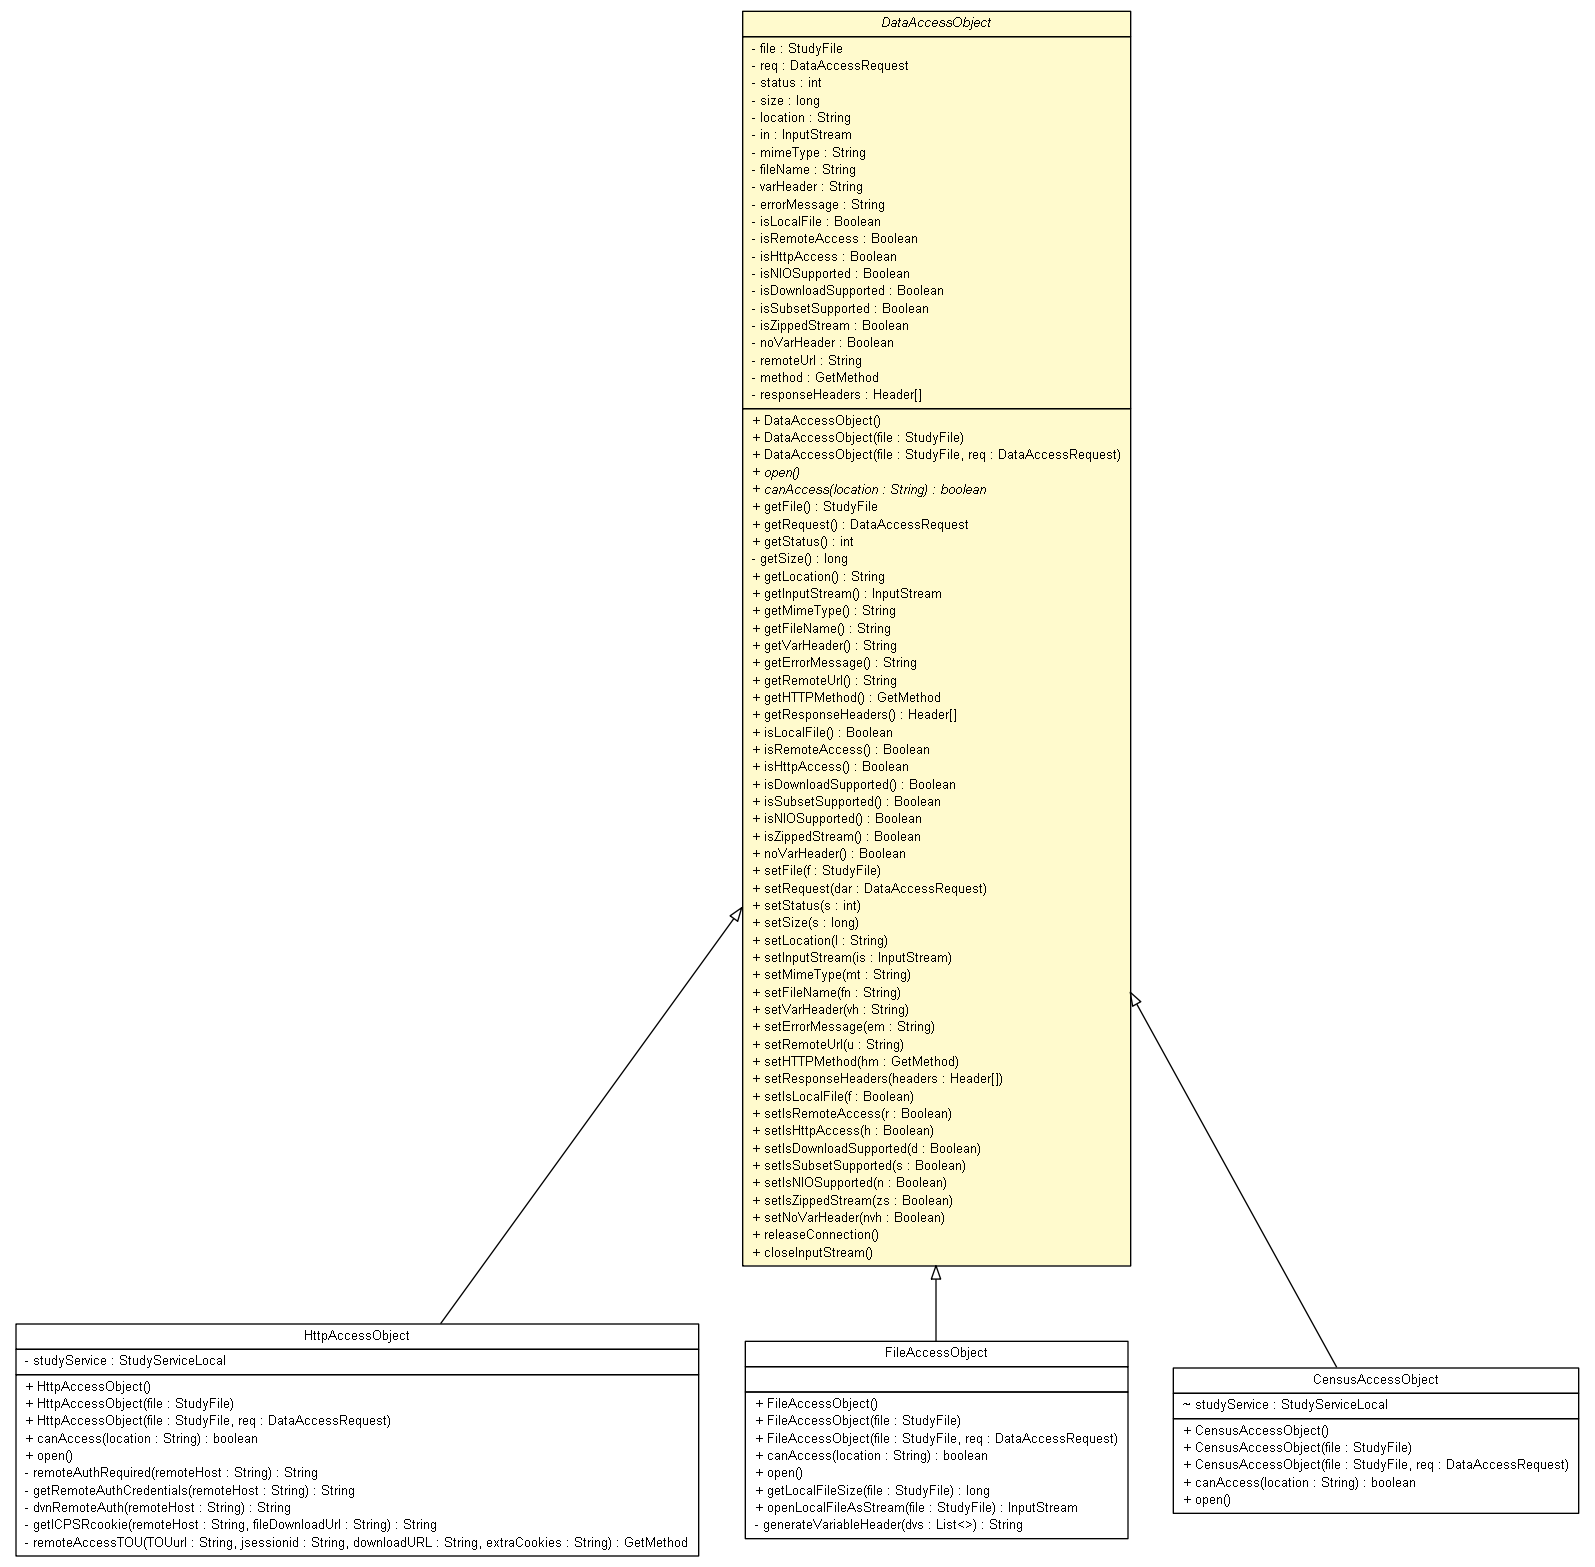 DataAccessObject
- file : StudyFile
- req : DataAccessRequest
- status : int
- size : long
- location : String
- in : InputStream
- mimeType : String
- fileName : String
- varHeader : String
- errorMessage : String
- isLocalFile : Boolean
- isRemoteAccess : Boolean
- isHttpAccess : Boolean
- isNIOSupported : Boolean
- isDownloadSupported : Boolean
- isSubsetSupported : Boolean
- isZippedStream : Boolean
- noVarHeader : Boolean
- remoteUrl : String
- method : GetMethod
- responseHeaders : Header[]
+ DataAccessObject()
+ DataAccessObject(file : StudyFile)
+ DataAccessObject(file : StudyFile, req : DataAccessRequest)
+ open()
+ canAccess(location : String) : boolean
+ getFile() : StudyFile
+ getRequest() : DataAccessRequest
+ getStatus() : int
- getSize() : long
+ getLocation() : String
+ getInputStream() : InputStream
+ getMimeType() : String
+ getFileName() : String
+ getVarHeader() : String
+ getErrorMessage() : String
+ getRemoteUrl() : String
+ getHTTPMethod() : GetMethod
+ getResponseHeaders() : Header[]
+ isLocalFile() : Boolean
+ isRemoteAccess() : Boolean
+ isHttpAccess() : Boolean
+ isDownloadSupported() : Boolean
+ isSubsetSupported() : Boolean
+ isNIOSupported() : Boolean
+ isZippedStream() : Boolean
+ noVarHeader() : Boolean
+ setFile(f : StudyFile)
+ setRequest(dar : DataAccessRequest)
+ setStatus(s : int)
+ setSize(s : long)
+ setLocation(l : String)
+ setInputStream(is : InputStream)
+ setMimeType(mt : String)
+ setFileName(fn : String)
+ setVarHeader(vh : String)
+ setErrorMessage(em : String)
+ setRemoteUrl(u : String)
+ setHTTPMethod(hm : GetMethod)
+ setResponseHeaders(headers : Header[])
+ setIsLocalFile(f : Boolean)
+ setIsRemoteAccess(r : Boolean)
+ setIsHttpAccess(h : Boolean)
+ setIsDownloadSupported(d : Boolean)
+ setIsSubsetSupported(s : Boolean)
+ setIsNIOSupported(n : Boolean)
+ setIsZippedStream(zs : Boolean)
+ setNoVarHeader(nvh : Boolean)
+ releaseConnection()
+ closeInputStream()
HttpAccessObject
- studyService : StudyServiceLocal
+ HttpAccessObject()
+ HttpAccessObject(file : StudyFile)
+ HttpAccessObject(file : StudyFile, req : DataAccessRequest)
+ canAccess(location : String) : boolean
+ open()
- remoteAuthRequired(remoteHost : String) : String
- getRemoteAuthCredentials(remoteHost : String) : String
- dvnRemoteAuth(remoteHost : String) : String
- getICPSRcookie(remoteHost : String, fileDownloadUrl : String) : String
- remoteAccessTOU(TOUurl : String, jsessionid : String, downloadURL : String, extraCookies : String) : GetMethod
FileAccessObject
+ FileAccessObject()
+ FileAccessObject(file : StudyFile)
+ FileAccessObject(file : StudyFile, req : DataAccessRequest)
+ canAccess(location : String) : boolean
+ open()
+ getLocalFileSize(file : StudyFile) : long
+ openLocalFileAsStream(file : StudyFile) : InputStream
- generateVariableHeader(dvs : List<>) : String
CensusAccessObject
~ studyService : StudyServiceLocal
+ CensusAccessObject()
+ CensusAccessObject(file : StudyFile)
+ CensusAccessObject(file : StudyFile, req : DataAccessRequest)
+ canAccess(location : String) : boolean
+ open()